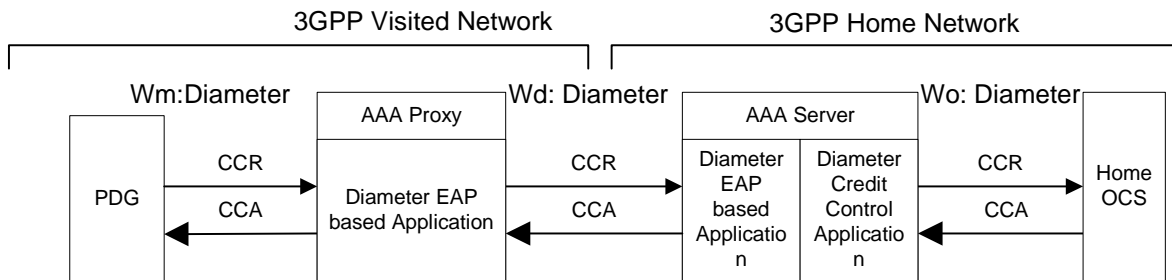 3GPP Visited Network
3GPP Home Network
Wm:Diameter
Wd: Diameter
Wo: Diameter
AAA Proxy
AAA Server
PDG
CCR
CCA
Diameter EAP
based Application
CCR
CCA
Diameter
EAP
based
Applicatio
n
Diameter
Credit
Control
Applicatio
n
CCR
CCA
Home
OCS